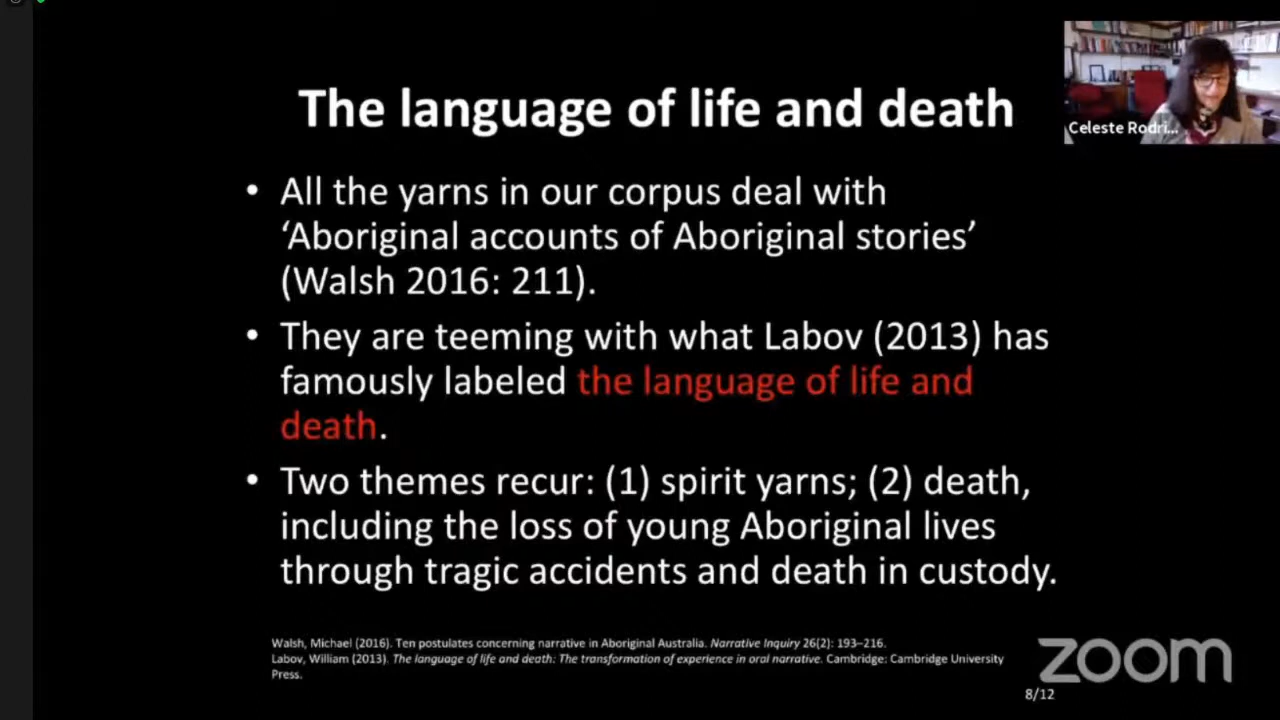 The language of life and death
Celeste Rodri...
• All the yarns in our corpus deal with
‘Aboriginal accounts of Aboriginal stories’
(Walsh 2016: 211).
• They are teeming with what Labov (2013) has
famously labeled the language of life and
death.
• Two themes recur: (1) spirit yarns; (2) death,
including the loss of young Aboriginal lives
through tragic accidents and death in custody.
Walsh, Michael (2016). Ten postulates concerning narrative in Aboriginal Australia. Narrative Inquiry 26(2): 193–216.
Labov, William (2013). The language of life and death: The transformation of experience in oral narrative. Cambridge: Cambridge University
Press.
zoom
8/12